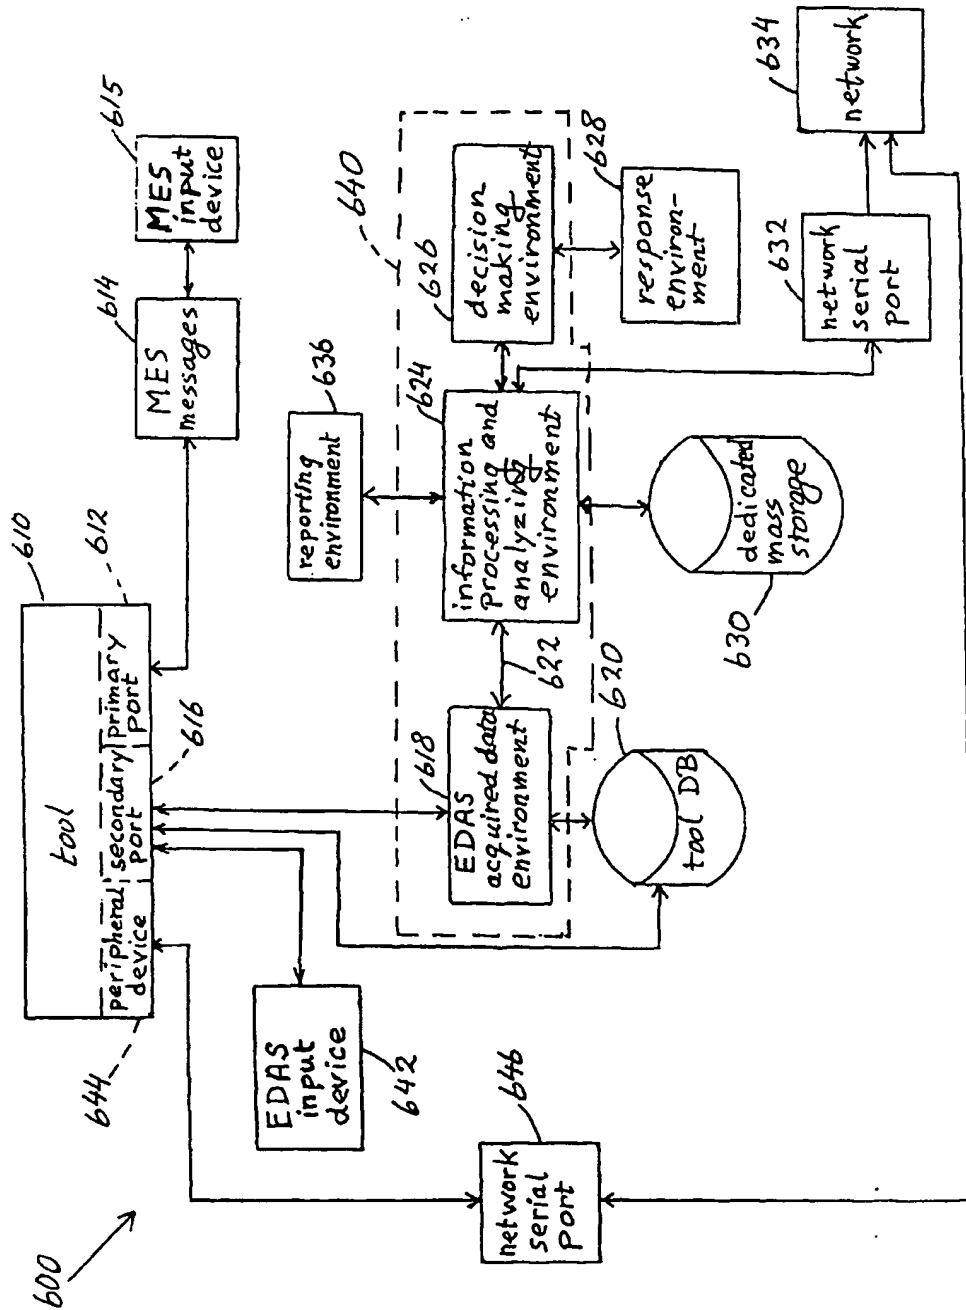 600
644
610
612
tool
peripheral
device
secondary
port
primary
port
616
614
MES
messages
615
MES
input
device
EDAS
input
device
642
636
reporting
environment
640
618
EDAS
acquired data
environment
622
624
information
processing and
analyzing
environment
626
decision
making
environment
628
response
environ-
ment
620
tool DB
630
dedicated
mass
storage
632
network
serial
port
634
network
646
network
serial
port